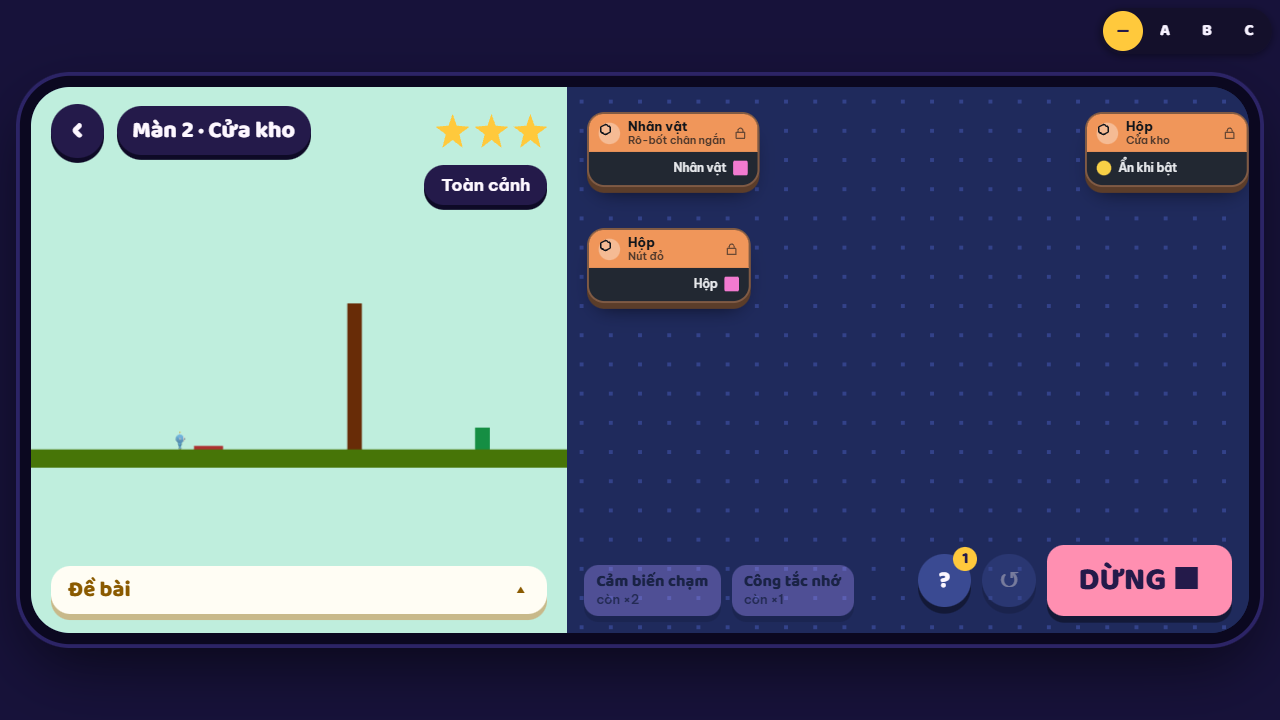 – A B C
Màn 2 • Cửa kho
Toàn cảnh
Nhân vật
Rô-bốt chăn ngắn
Nhân vật
Hộp
Cửa kho
Ẩn khi bật
Hộp
Nút đỏ
Hộp
Đề bài
Cảm biến chạm
còn ×2
Công tắc nhớ
còn ×1
?
1
DỪNG